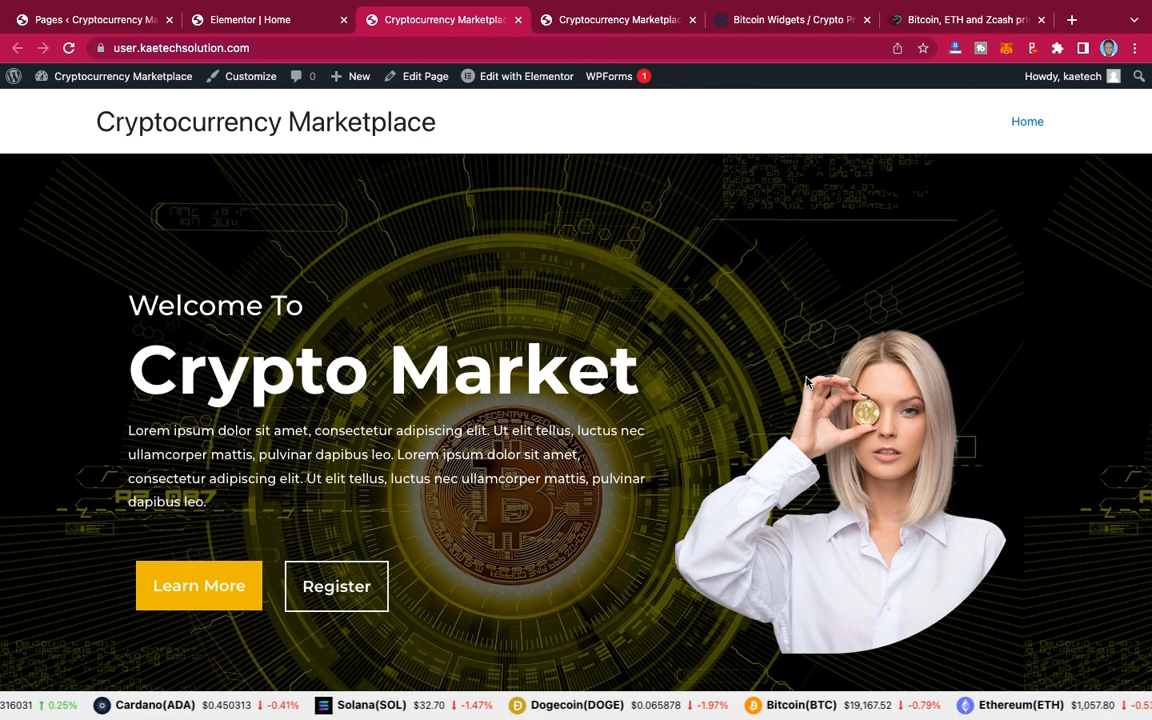 Pages ‹ Cryptocurrency Ma
Elementor | Home
Cryptocurrency Marketplac
Cryptocurrency Marketplac
Bitcoin Widgets / Crypto Pr
Bitcoin, ETH and Zcash pri
user.kaetechsolution.com
Cryptocurrency Marketplace
Customize
0
New
Edit Page
Edit with Elementor
WPForms 1
Howdy, kaetech
Cryptocurrency Marketplace
Home
Welcome To
Crypto Market
Lorem ipsum dolor sit amet, consectetur adipiscing elit. Ut elit tellus, luctus nec
ullamcorper mattis, pulvinar dapibus leo. Lorem ipsum dolor sit amet,
consectetur adipiscing elit. Ut elit tellus, luctus nec ullamcorper mattis, pulvinar
dapibus leo.
Learn More
Register
316031 ↑ 0.25% Cardano(ADA) $0.450313 ↓ -0.41% Solana(SOL) $32.70 ↓ -1.47% Dogecoin(DOGE) $0.065878 ↓ -1.97% Bitcoin(BTC) $19,167.52 ↓ -0.79% Ethereum(ETH) $1,057.80 ↓ -0.5